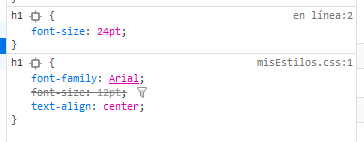 h1 { en línea:2
font-size: 24pt;
}
h1 { misEstilos.css:1
font-family: Arial;
font-size: 12pt;
text-align: center;
}